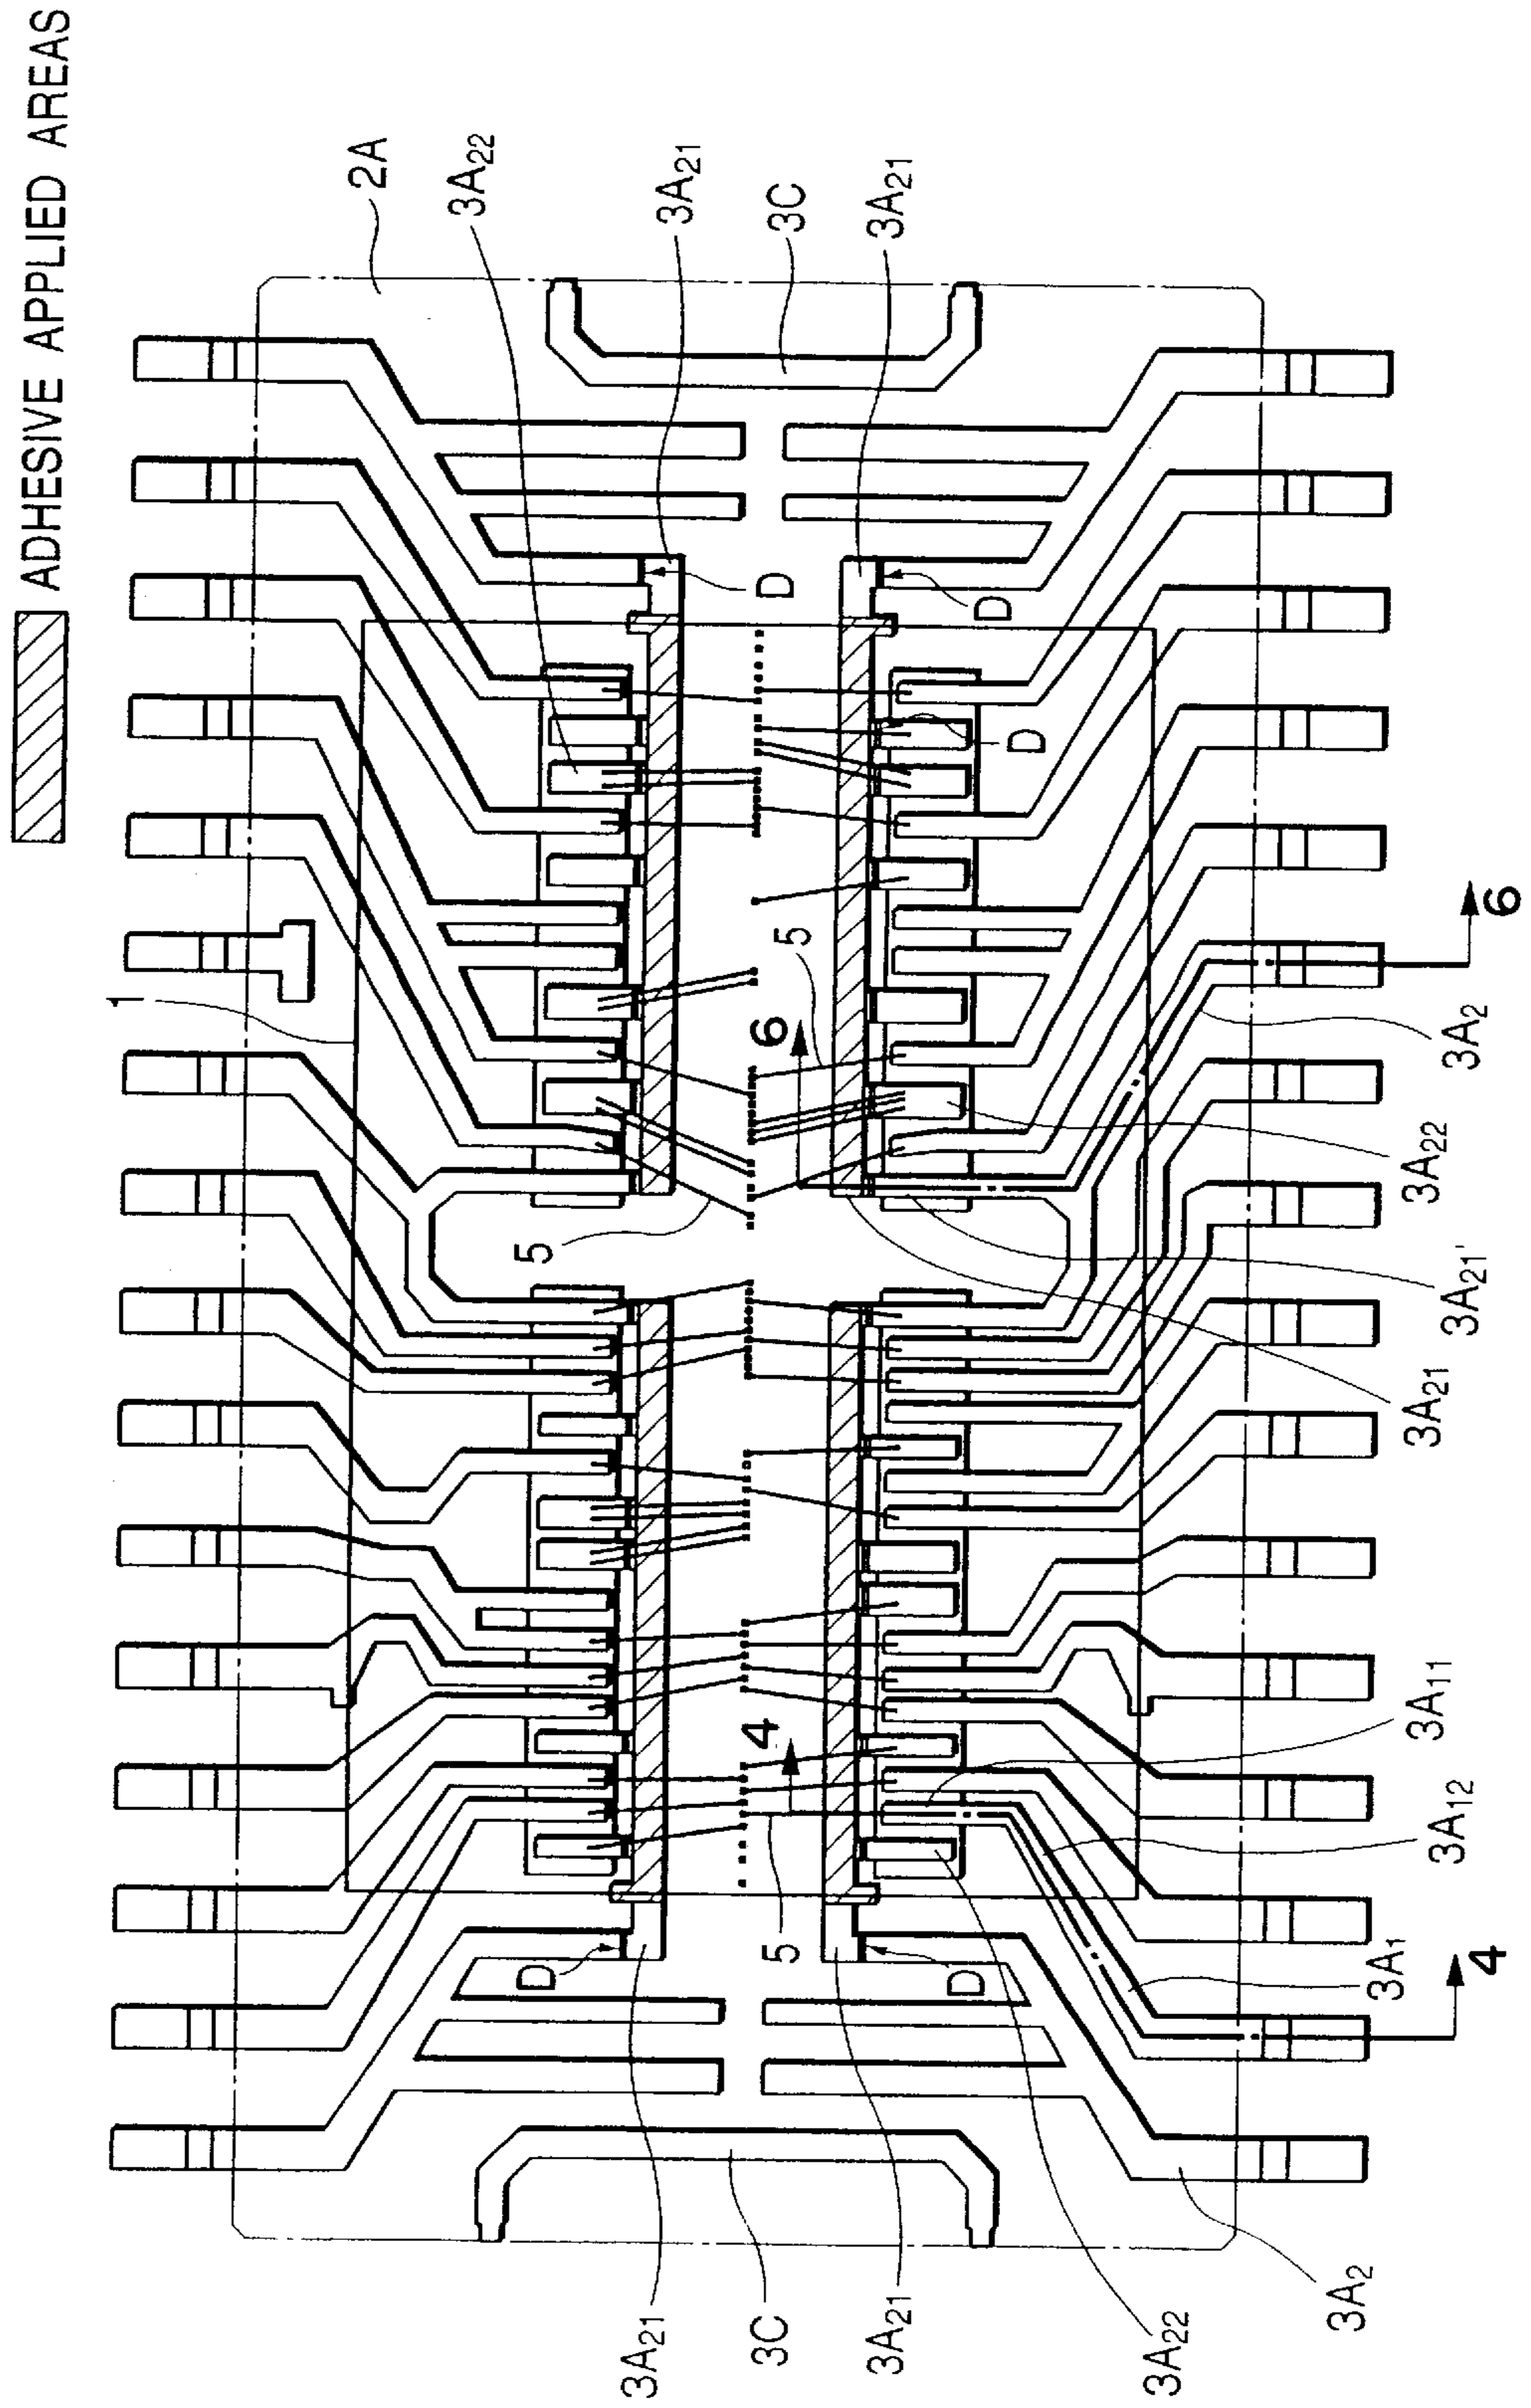 ADHESIVE APPLIED AREAS
2A
3A22
3A21
3C
3A21
D
D
D
1
5
6
6
5
3A2
3A22
3A21'
3A21
4
5
3A11
3A12
3A1
4
D
D
3A21
3C
3A21
3A22
3A2